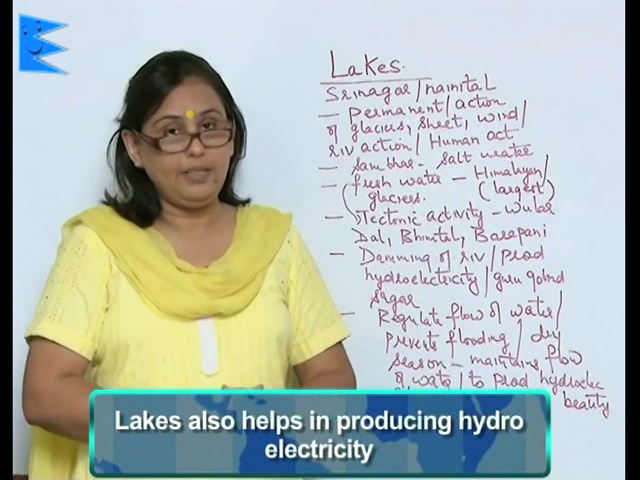 Lakes.
Srinagar/nainital
- Permanent/action
of glaciers, sheet, wind/
riv action/Human act
- Sambhar - salt water
- fresh water - Himalayan/
(glaciers. (largest)
- Tectonic activity - wular
Dal, Bhimtal, Barapani
- Damming of riv/prod
hydroelectricity/guru gobind
sagar
- Regulate flow of water/
prevents flooding/dry
season - maintains flow
of water/to prod hydroelec
beauty
Lakes also helps in producing hydro
electricity